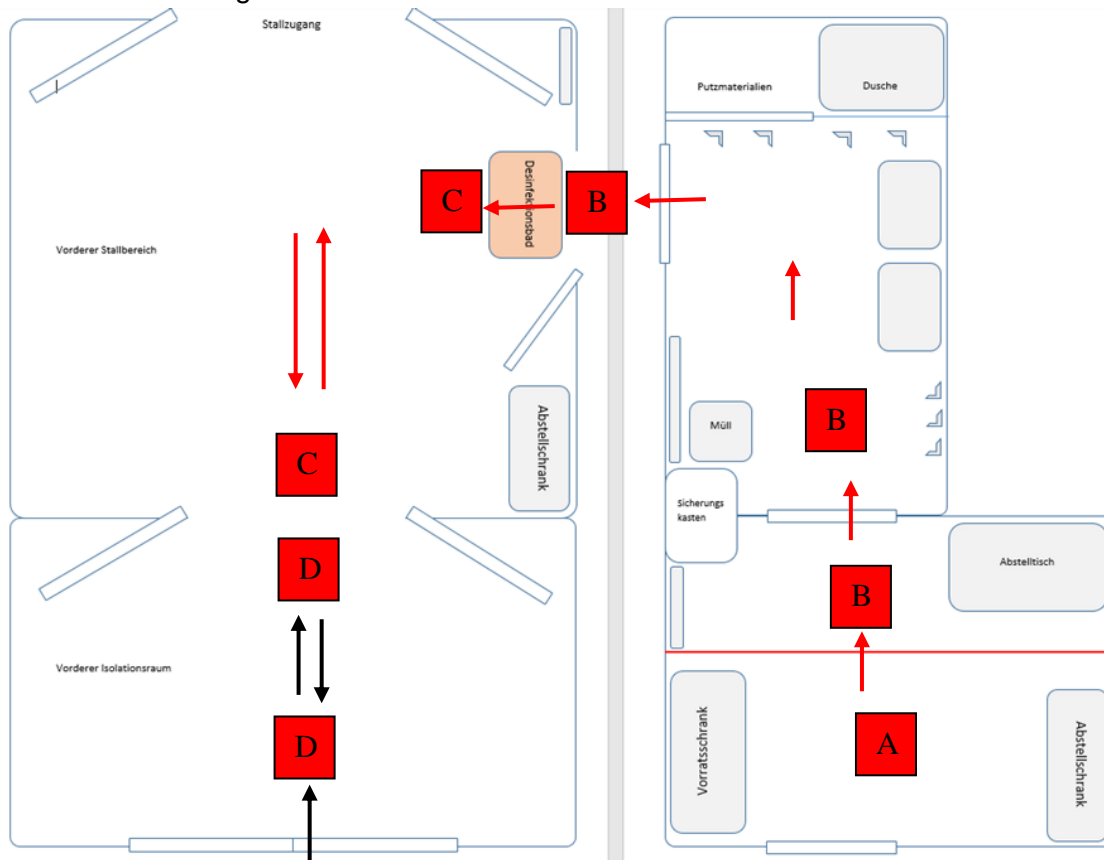 Stallzugang
Putzmaterialien
Dusche
Desinfektionsbad
C
B
Vorderer Stallbereich
B
Abstellschrank
Müll
C
Sicherungs
kasten
D
Abstelltisch
B
Vorderer Isolationsraum
Vorratsschrank
Abstellschrank
D
A